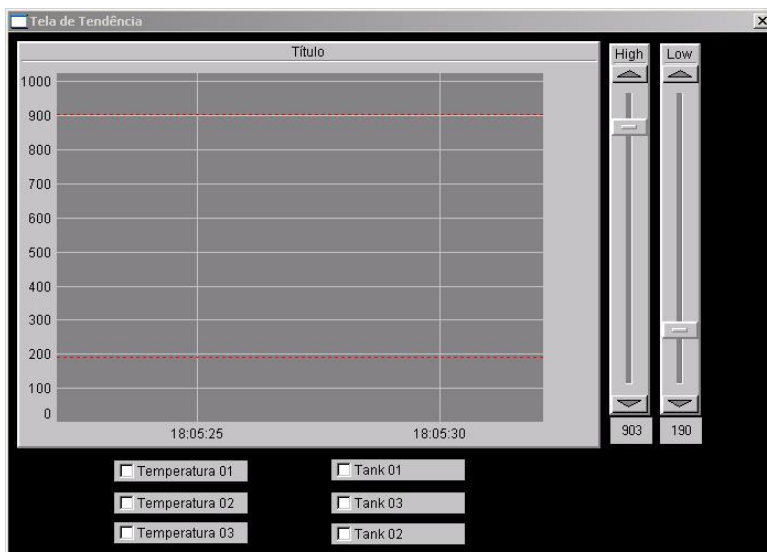 Tela de Tendência
Título
High
Low
1000
900
800
700
600
500
400
300
200
100
0
18:05:25
18:05:30
903
190
Temperatura 01
Tank 01
Temperatura 02
Tank 03
Temperatura 03
Tank 02